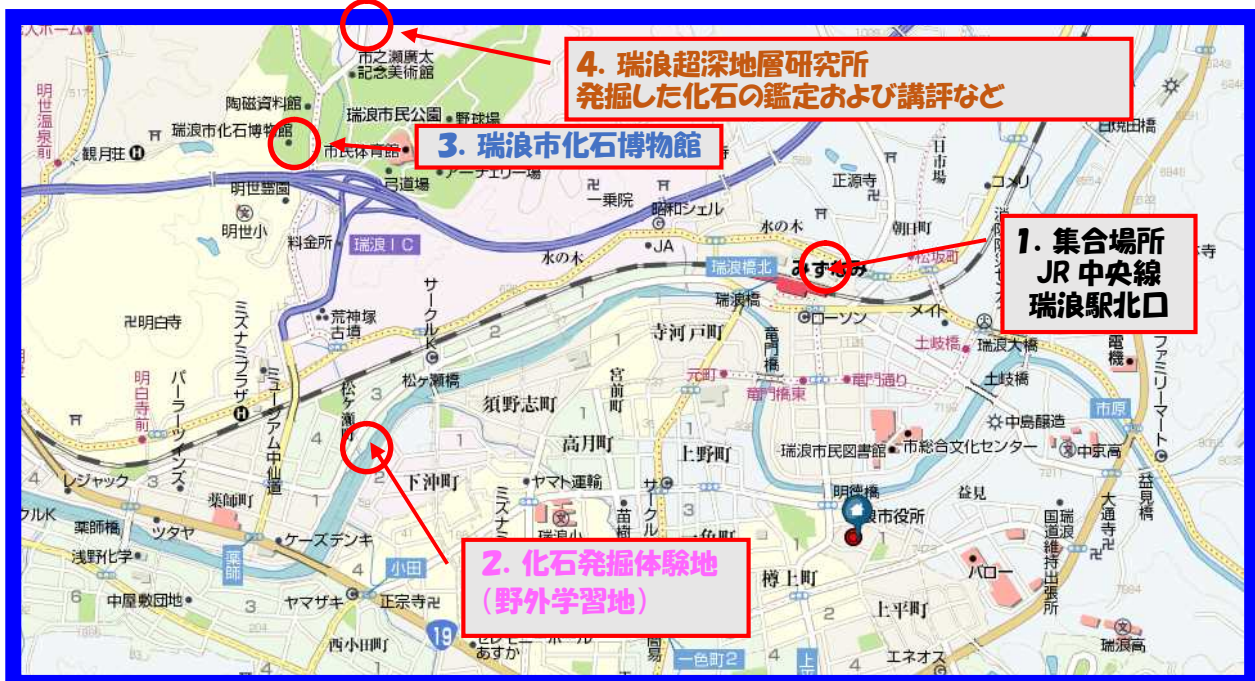 4. 瑞浪超深地層研究所
発掘した化石の鑑定および講評など
3. 瑞浪市化石博物館
1. 集合場所
JR 中央線
瑞浪駅北口
2. 化石発掘体験地
(野外学習地)
市之瀬廣太
記念美術館
陶磁資料館
瑞浪市民公園
野球場
瑞浪市化石博物館
観月荘
市民体育館
アーチェリー場
弓道場
明世温泉前
明世霊園
明世小
料金所
瑞浪IC
一乗院
昭和シェル
JA
水の木
水の木
正源寺
一日市場
コメリ
朝日町
松坂町
日焼田橋
瑞浪橋北
みずなみ
瑞浪橋
ローソン
メイト
瑞浪大橋
土岐橋
土岐橋
寺河戸町
竜門橋
元町
竜門橋東
竜門通り
明白寺
荒神塚
古墳
サークルK
ミズナミプラザ
ミュージアム中仙道
パーラーツインズ
明白寺前
松ヶ瀬町
松ヶ瀬橋
須野志町
宮前町
高月町
上野町
下沖町
ヤマト運輸
瑞浪市民図書館
市総合文化センター
中島醸造
中京高
市原
ファミリーマート
電機
益見橋
益見
明徳橋
浪市役所
大通寺
瑞浪
国道維持出張所
バロー
樽上町
上平町
瑞浪高
エネオス
一色町2
一色町
瑞浪小
レジャック
薬師町
薬師橋
ツタヤ
浅野化学
薬師
ケーズデンキ
小田
中屋敷団地
ヤマザキ
正宗寺
西小田町
19
あすか